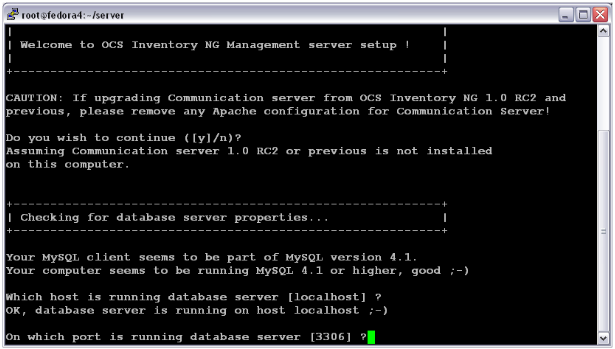 root@fedora4:~/server
| Welcome to OCS Inventory NG Management server setup ! |
+----------------------------------------------------------+
CAUTION: If upgrading Communication server from OCS Inventory NG 1.0 RC2 and
previous, please remove any Apache configuration for Communication Server!
Do you wish to continue ([y]/n)?
Assuming Communication server 1.0 RC2 or previous is not installed
on this computer.
+----------------------------------------------------------+
| Checking for database server properties... |
+----------------------------------------------------------+
Your MySQL client seems to be part of MySQL version 4.1.
Your computer seems to be running MySQL 4.1 or higher, good ;-)
Which host is running database server [localhost] ?
OK, database server is running on host localhost ;-)
On which port is running database server [3306] ?